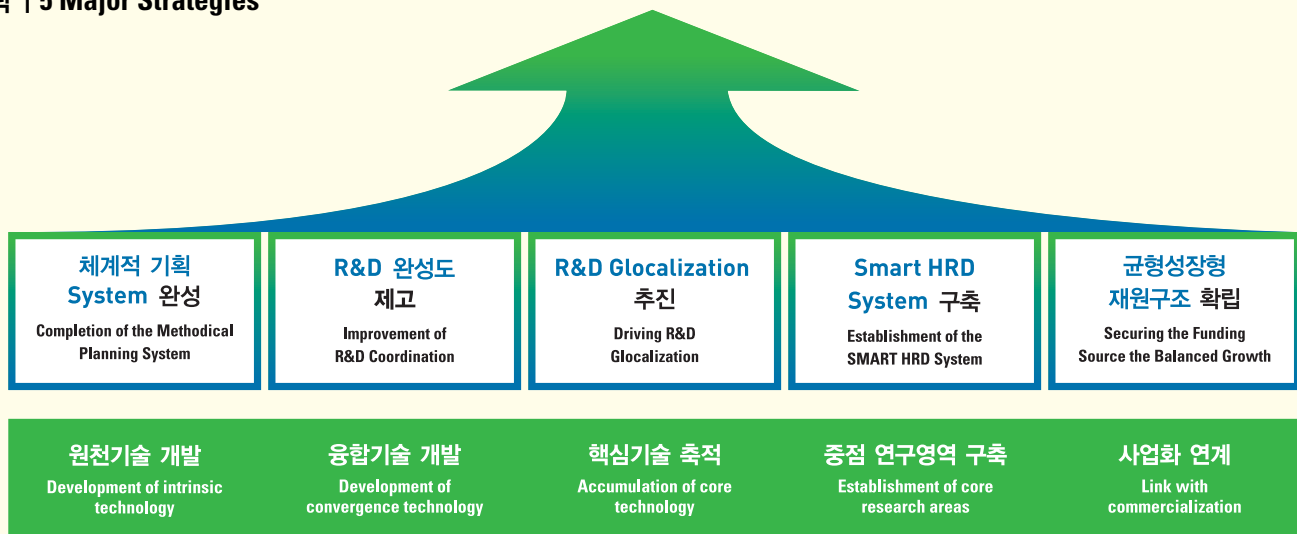 5 Major Strategies
체계적 기획
System 완성
Completion of the Methodical
Planning System
R&D 완성도
제고
Improvement of
R&D Coordination
R&D Glocalization
추진
Driving R&D
Glocalization
Smart HRD
System 구축
Establishment of the
SMART HRD System
균형성장형
재원구조 확립
Securing the Funding
Source the Balanced Growth
원천기술 개발
Development of intrinsic
technology
융합기술 개발
Development of
convergence technology
핵심기술 축적
Accumulation of core
technology
중점 연구영역 구축
Establishment of core
research areas
사업화 연계
Link with
commercialization